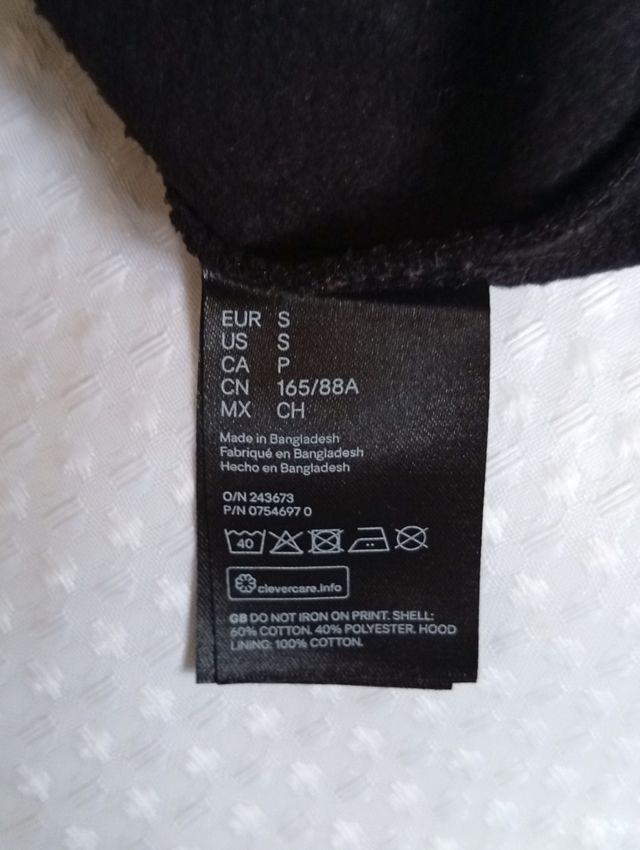 EUR S
US S
CA P
CN 165/88A
MX CH
Made in Bangladesh
Fabriqué en Bangladesh
Hecho en Bangladesh
O/N 243673
P/N 0754697 0
40
clevercare.info
GB DO NOT IRON ON PRINT. SHELL:
60% COTTON. 40% POLYESTER. HOOD
LINING: 100% COTTON.